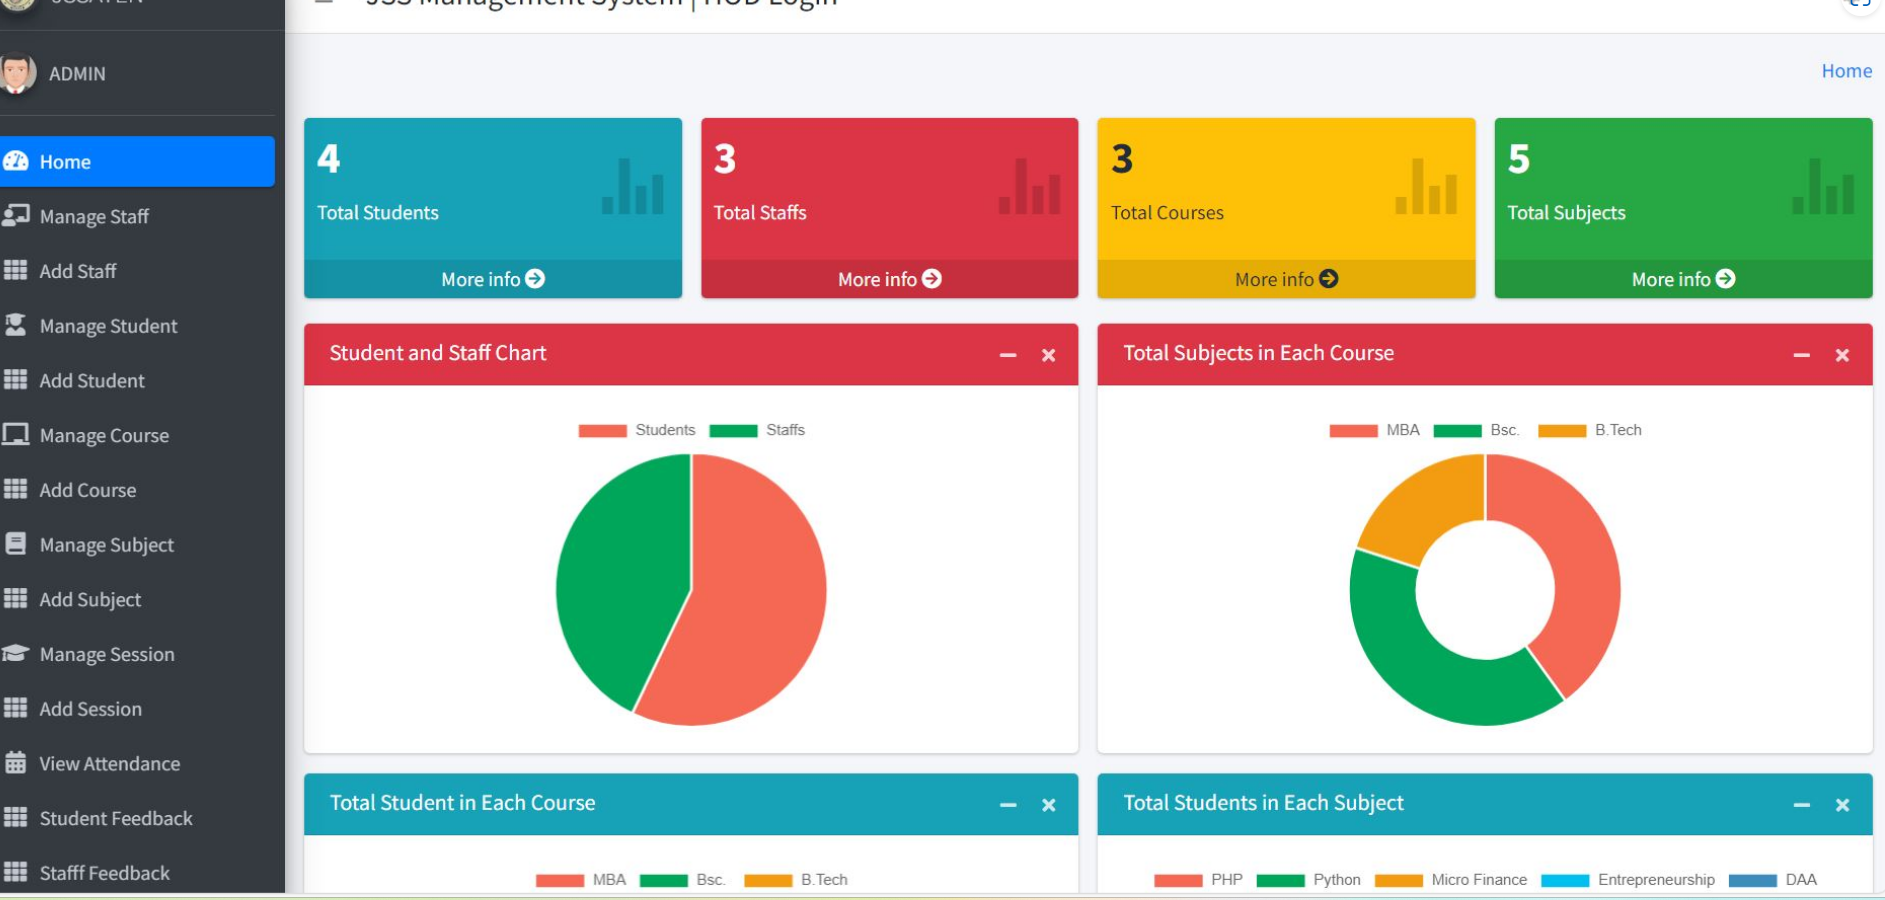 JSS Management System | HOD Login
ADMIN
Home
Home
Manage Staff
Add Staff
Manage Student
Add Student
Manage Course
Add Course
Manage Subject
Add Subject
Manage Session
Add Session
View Attendance
Student Feedback
Stafff Feedback
4
Total Students
More info
3
Total Staffs
More info
3
Total Courses
More info
5
Total Subjects
More info
Student and Staff Chart
Students Staffs
Total Subjects in Each Course
MBA Bsc. B.Tech
Total Student in Each Course
MBA Bsc. B.Tech
Total Students in Each Subject
PHP Python Micro Finance Entrepreneurship DAA